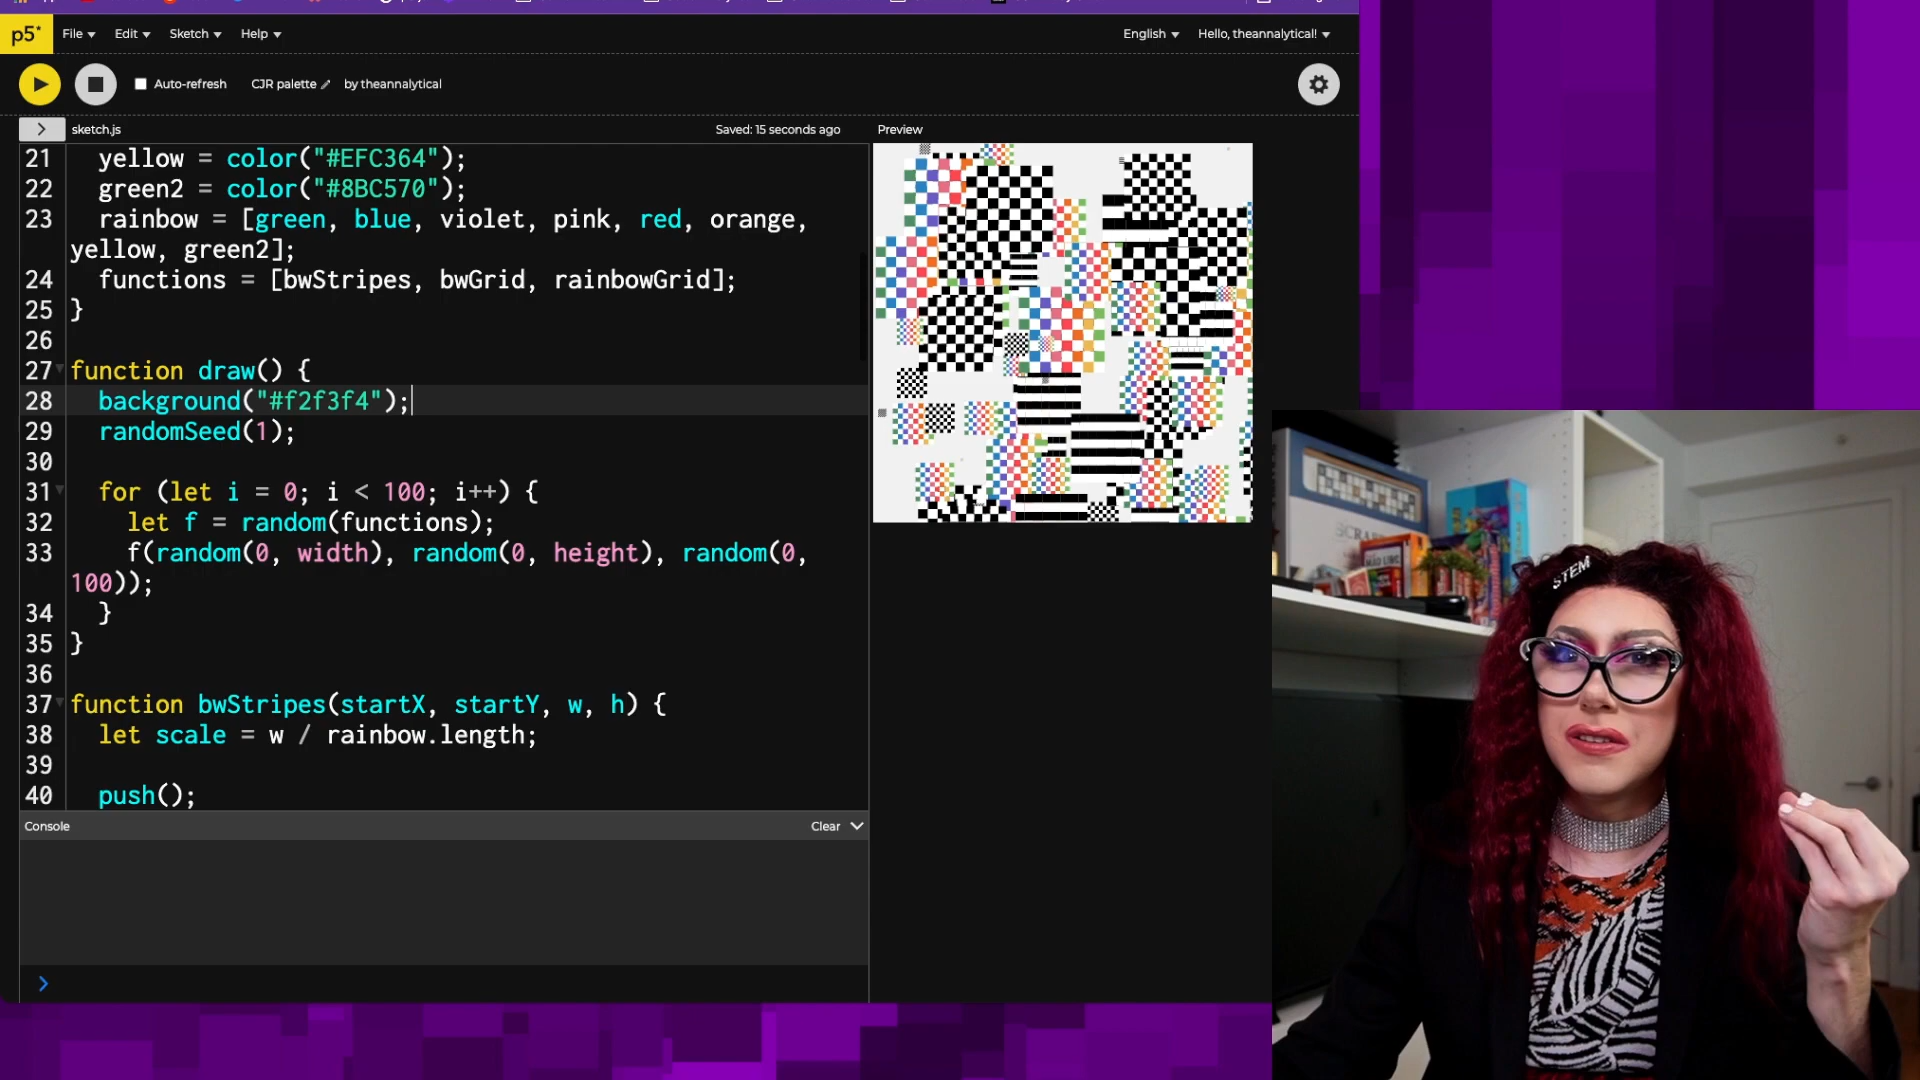 p5* File Edit Sketch Help English Hello, theannalytical!
Auto-refresh CJR palette by theannalytical
> sketch.js Saved: 15 seconds ago Preview
21 yellow = color("#EFC364");
22 green2 = color("#8BC570");
23 rainbow = [green, blue, violet, pink, red, orange,
yellow, green2];
24 functions = [bwStripes, bwGrid, rainbowGrid];
25 }
26
27 function draw() {
28 background("#f2f3f4");
29 randomSeed(1);
30
31 for (let i = 0; i < 100; i++) {
32 let f = random(functions);
33 f(random(0, width), random(0, height), random(0,
100));
34 }
35 }
36
37 function bwStripes(startX, startY, w, h) {
38 let scale = w / rainbow.length;
39
40 push();
Console Clear
>
STEM